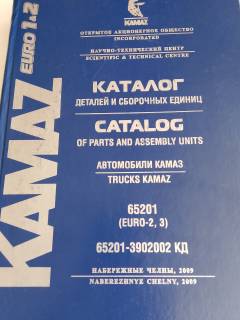 KAMAZ EURO 1&2
KAMAZ
ОТКРЫТОЕ АКЦИОНЕРНОЕ ОБЩЕСТВО
INCORPORATED
НАУЧНО-ТЕХНИЧЕСКИЙ ЦЕНТР
SCIENTIFIC & TECHNICAL CENTRE
КАТАЛОГ
ДЕТАЛЕЙ И СБОРОЧНЫХ ЕДИНИЦ
CATALOG
OF PARTS AND ASSEMBLY UNITS
АВТОМОБИЛИ КАМАЗ
TRUCKS KAMAZ
65201
(EURO-2, 3)
65201-3902002 КД
НАБЕРЕЖНЫЕ ЧЕЛНЫ, 2009
NABEREZHNYE CHELNY, 2009